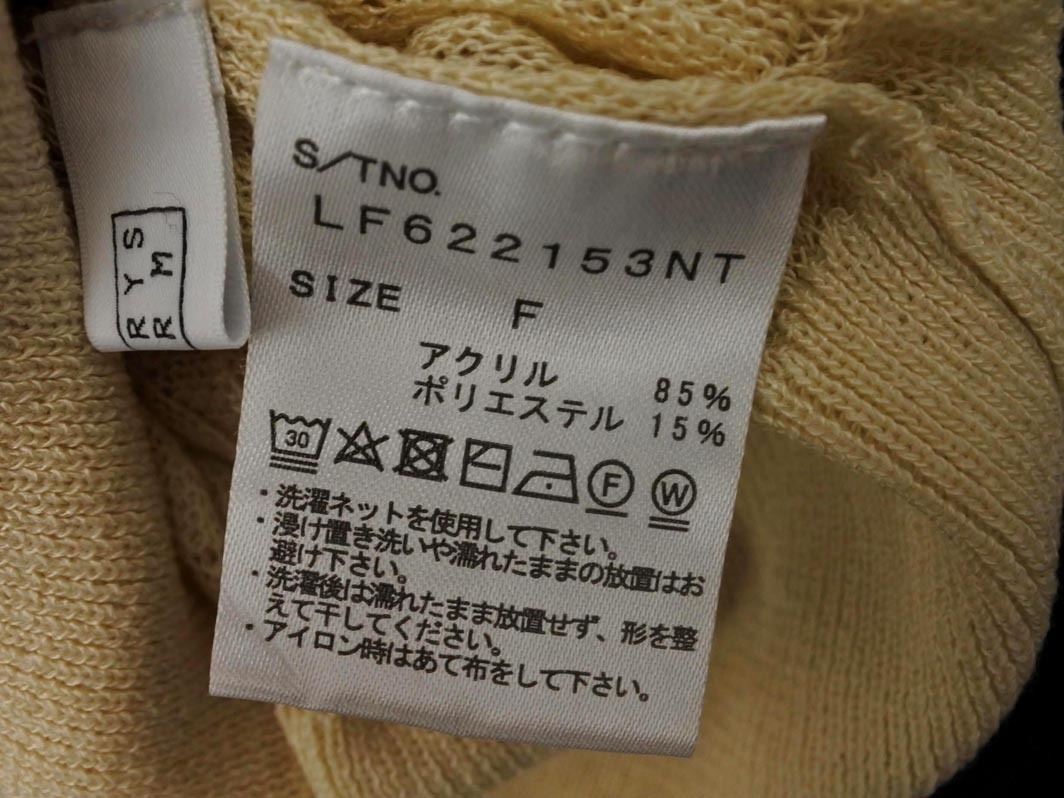 S/TNO.
LF622153NT
SIZE F
アクリル 85%
ポリエステル 15%
30
F
W
・洗濯ネットを使用して下さい。
・浸け置き洗いや濡れたままの放置はお
避け下さい。
・洗濯後は濡れたまま放置せず、形を整
えて干してください。
・アイロン時はあて布をして下さい。
RYS
RM